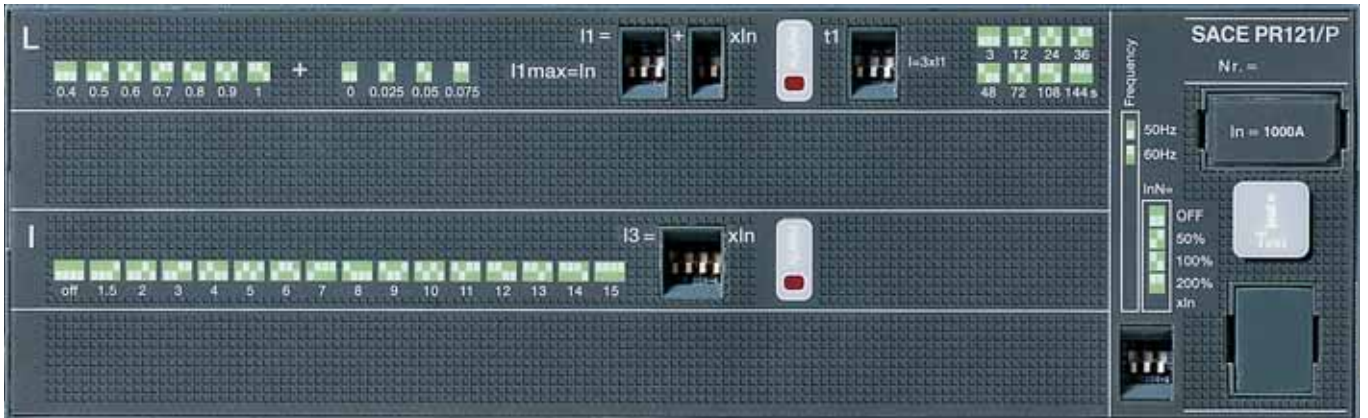 L
I1 = + xIn
I1max=In
0.4 0.5 0.6 0.7 0.8 0.9 1 + 0 0.025 0.05 0.075
t1
I=3xI1
3 12 24 36
48 72 108 144 s
I
I3 = xIn
off 1.5 2 3 4 5 6 7 8 9 10 11 12 13 14 15
Frequency
50Hz
60Hz
InN=
OFF
50%
100%
200%
xIn
SACE PR121/P
Nr. =
In = 1000A
Test